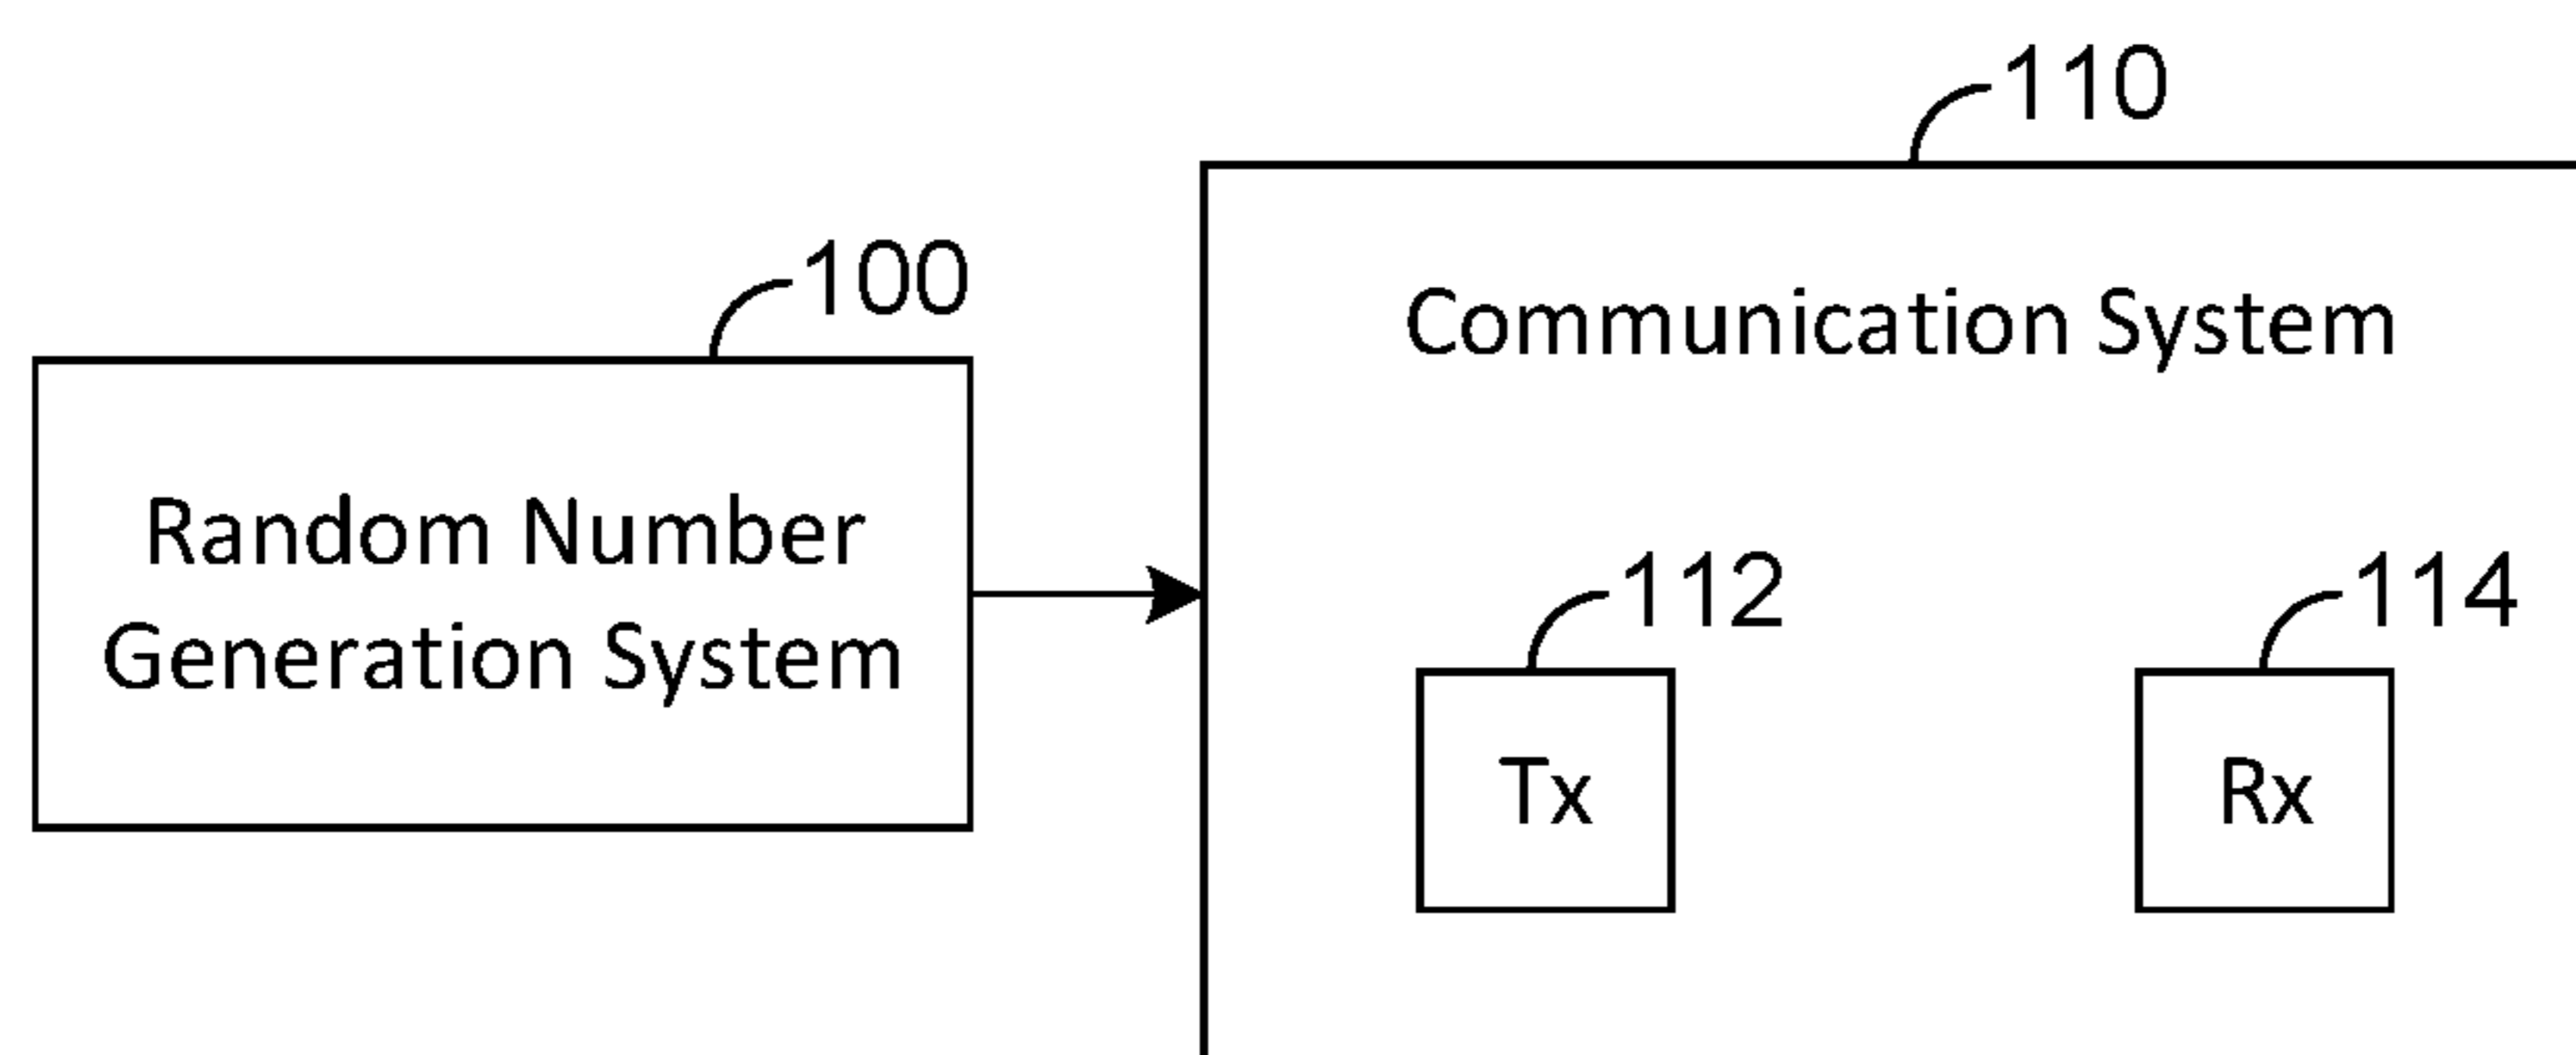 110
100
Communication System
Random Number
Generation System
112
114
Tx
Rx